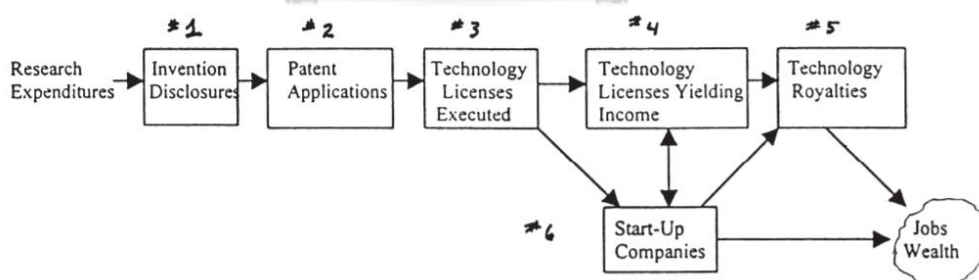 #1
#2
#3
#4
#5
Research
Expenditures
Invention
Disclosures
Patent
Applications
Technology
Licenses
Executed
Technology
Licenses Yielding
Income
Technology
Royalties
#6
Start-Up
Companies
Jobs
Wealth